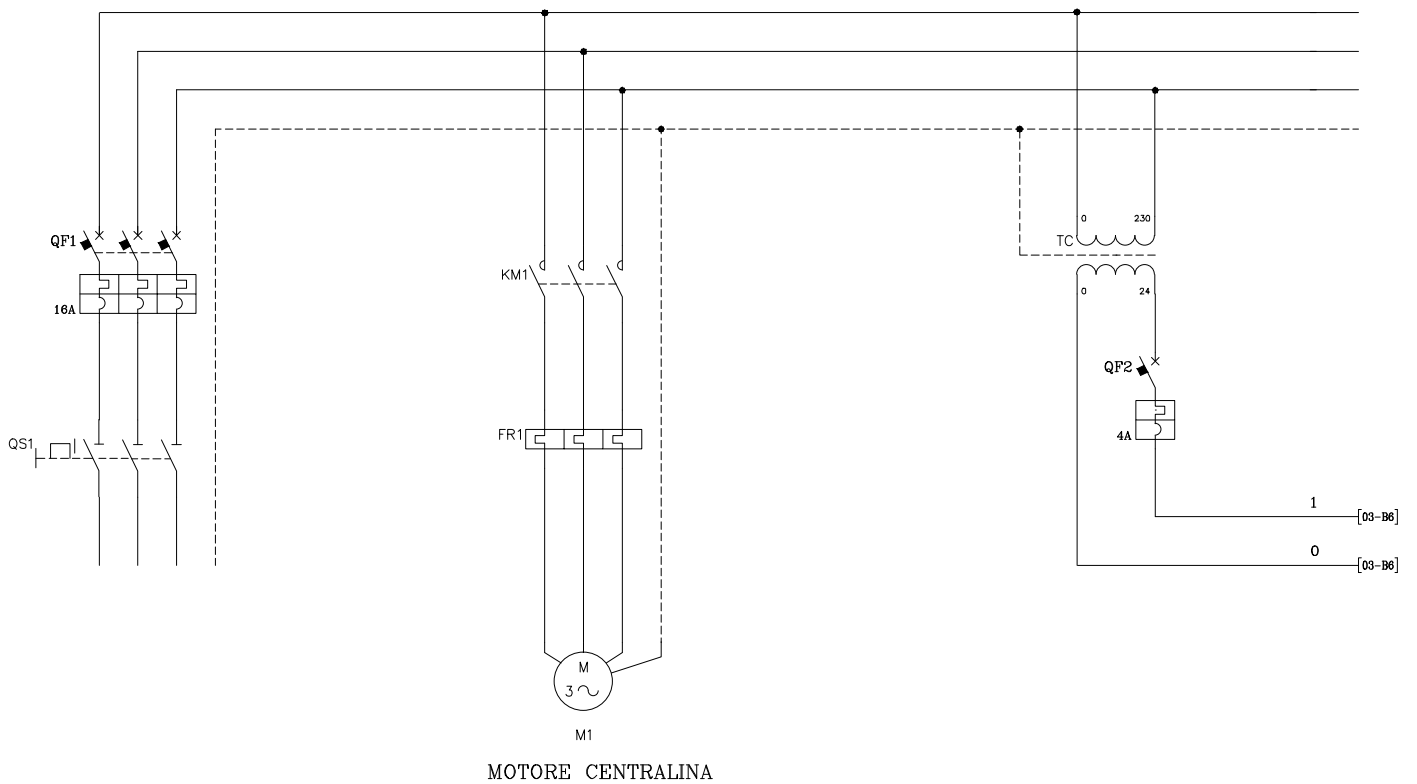 0 230
QF1
TC
KM1
0 24
16A
QF2
FR1
4A
QS1
1 [03-B6]
0 [03-B6]
M
3
M1
MOTORE CENTRALINA